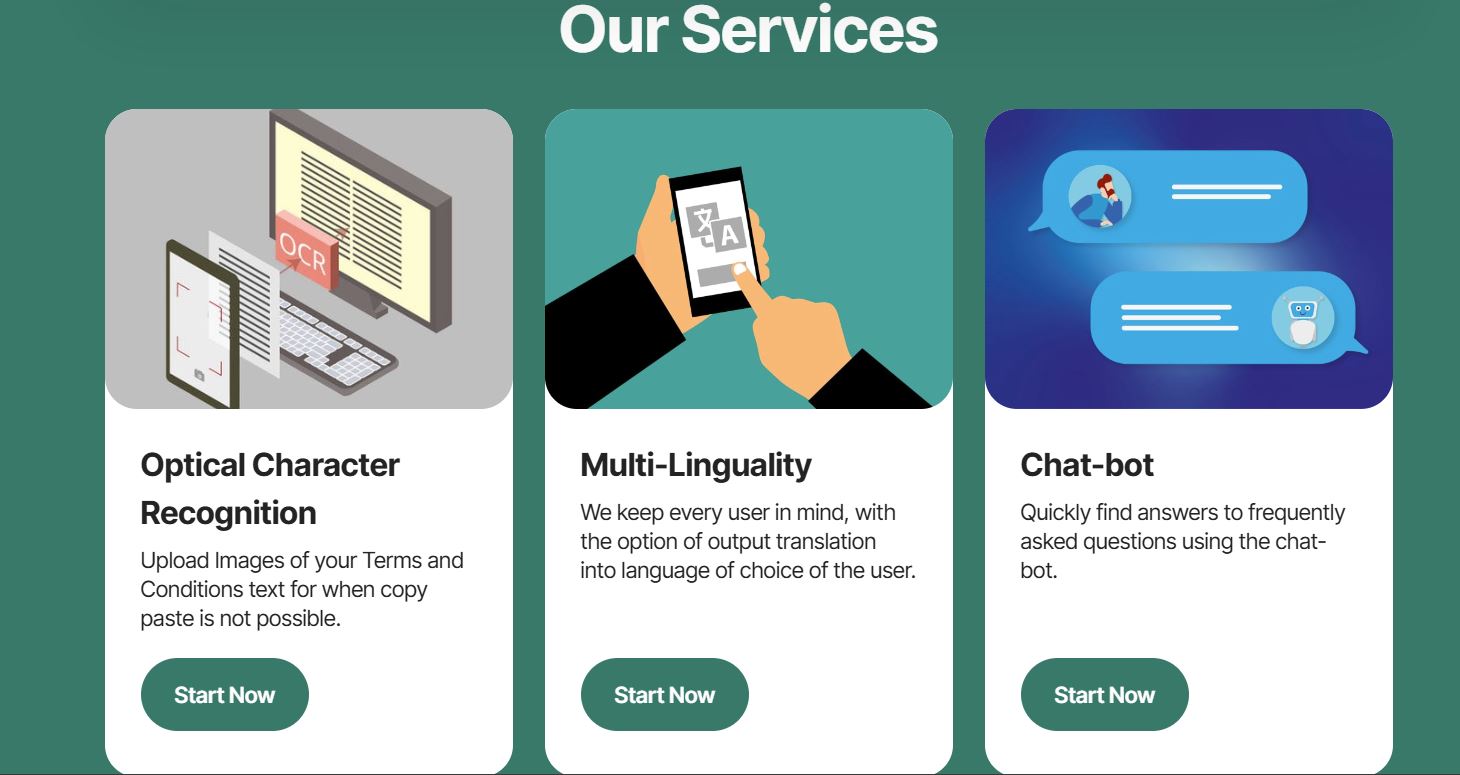 Our Services
OCR
文
A
Optical Character
Recognition
Upload Images of your Terms and
Conditions text for when copy
paste is not possible.
Start Now
Multi-Linguality
We keep every user in mind, with
the option of output translation
into language of choice of the user.
Start Now
Chat-bot
Quickly find answers to frequently
asked questions using the chat-
bot.
Start Now